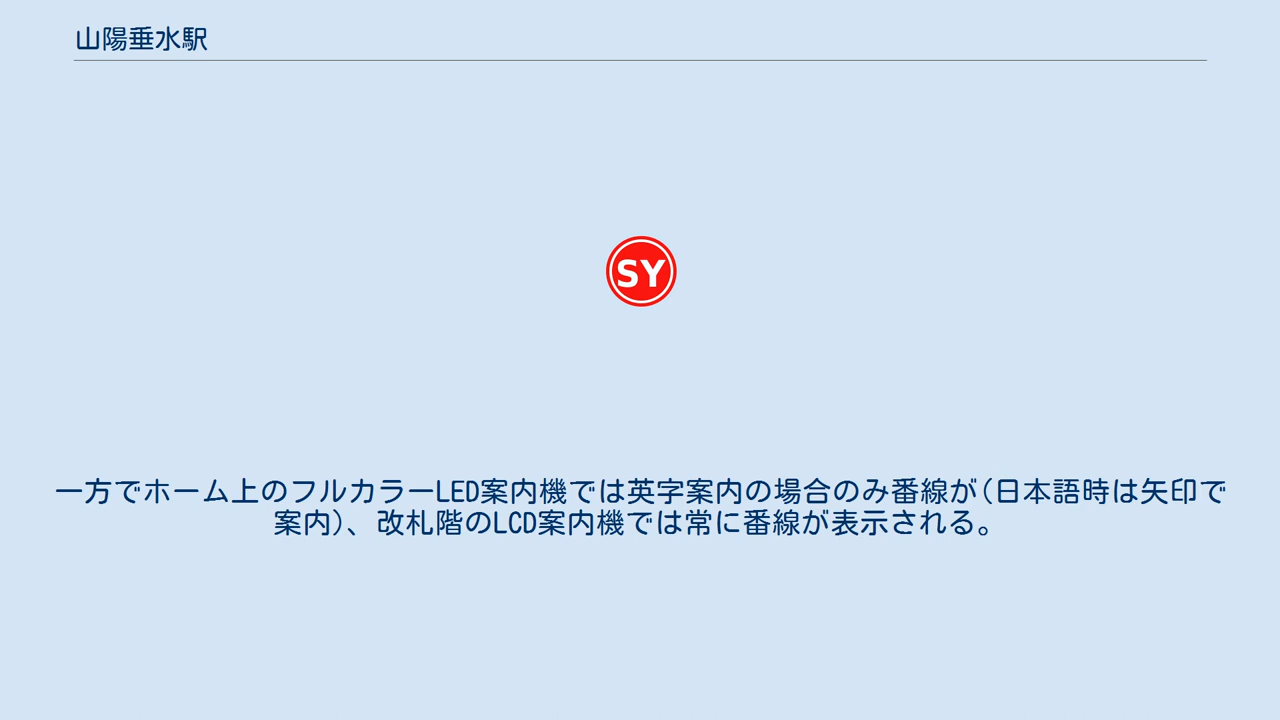 山陽垂水駅
SY
一方でホーム上のフルカラーLED案内機では英字案内の場合のみ番線が(日本語時は矢印で
案内)、改札階のLCD案内機では常に番線が表示される。